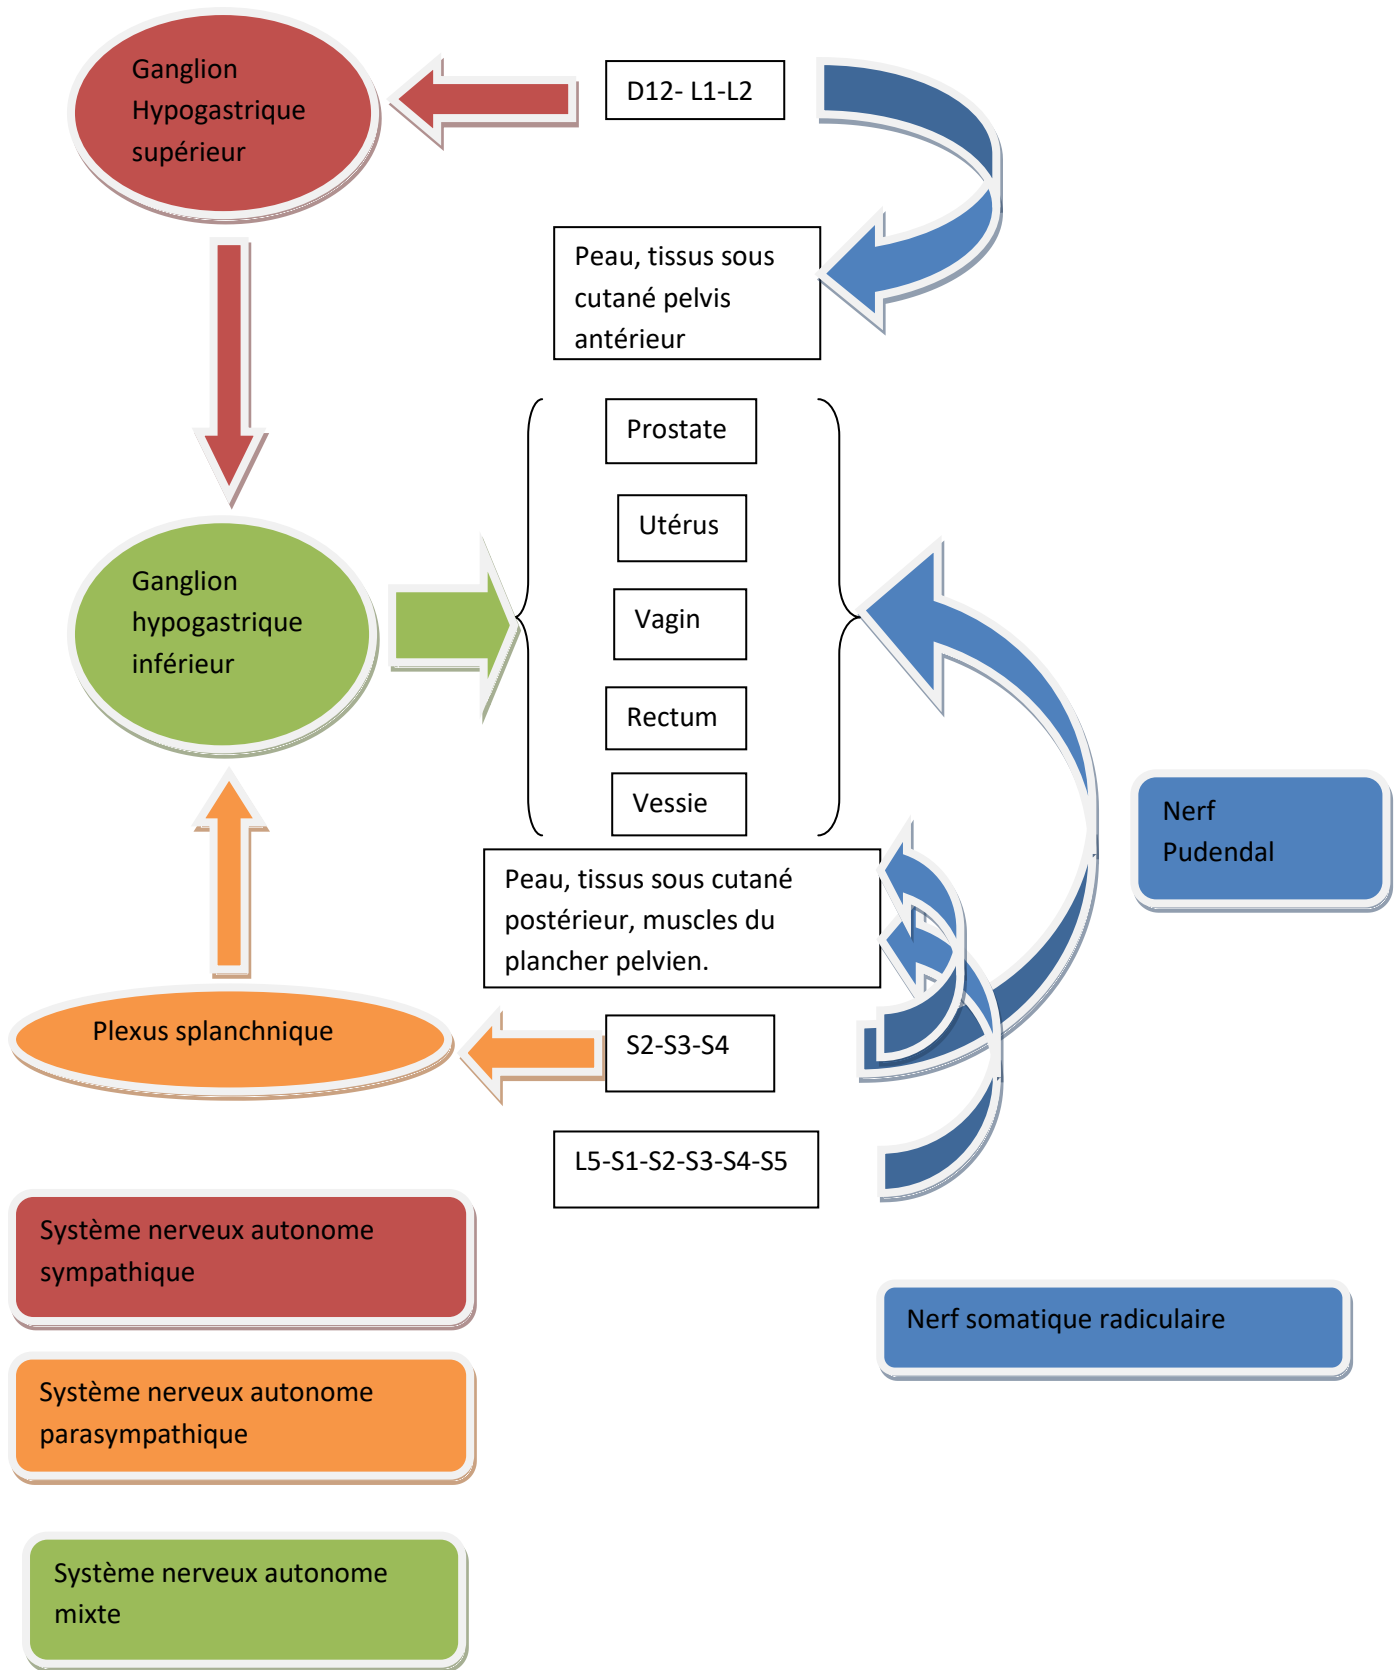 Ganglion
Hypogastrique
supérieur
D12- L1-L2
Peau, tissus sous
cutané pelvis
antérieur
Prostate
Utérus
Ganglion
hypogastrique
inférieur
Vagin
Rectum
Vessie
Nerf
Pudendal
Peau, tissus sous cutané
postérieur, muscles du
plancher pelvien.
Plexus splanchnique
S2-S3-S4
L5-S1-S2-S3-S4-S5
Système nerveux autonome
sympathique
Nerf somatique radiculaire
Système nerveux autonome
parasympathique
Système nerveux autonome
mixte